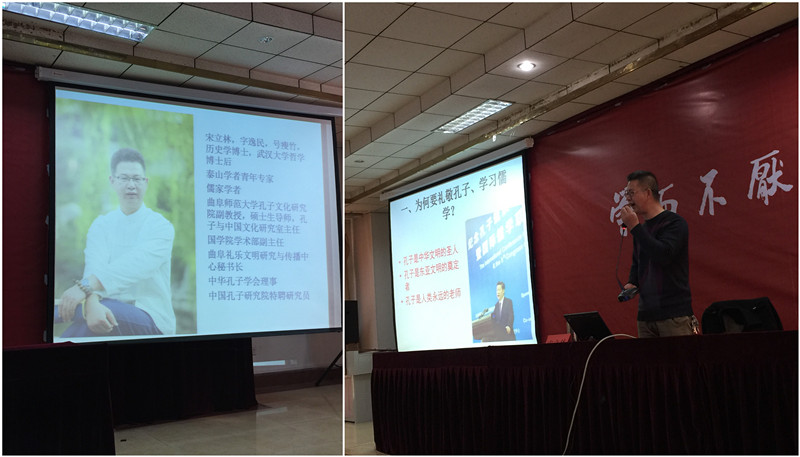 宋立林，字逸民，号瘦竹，
历史学博士，武汉大学哲学
博士后
泰山学者青年专家
儒家学者
曲阜师范大学孔子文化研究
院副教授，硕士生导师，孔
子与中国文化研究室主任
国学院学术部副主任
曲阜礼乐文明研究与传播中
心秘书长
中华孔子学会理事
中国孔子研究院特聘研究员
一、为何要礼敬孔子、学习儒
学？
• 孔子是中华文明的圣人
• 孔子是东亚文明的奠定
者
• 孔子是人类永远的老师
學而不厭